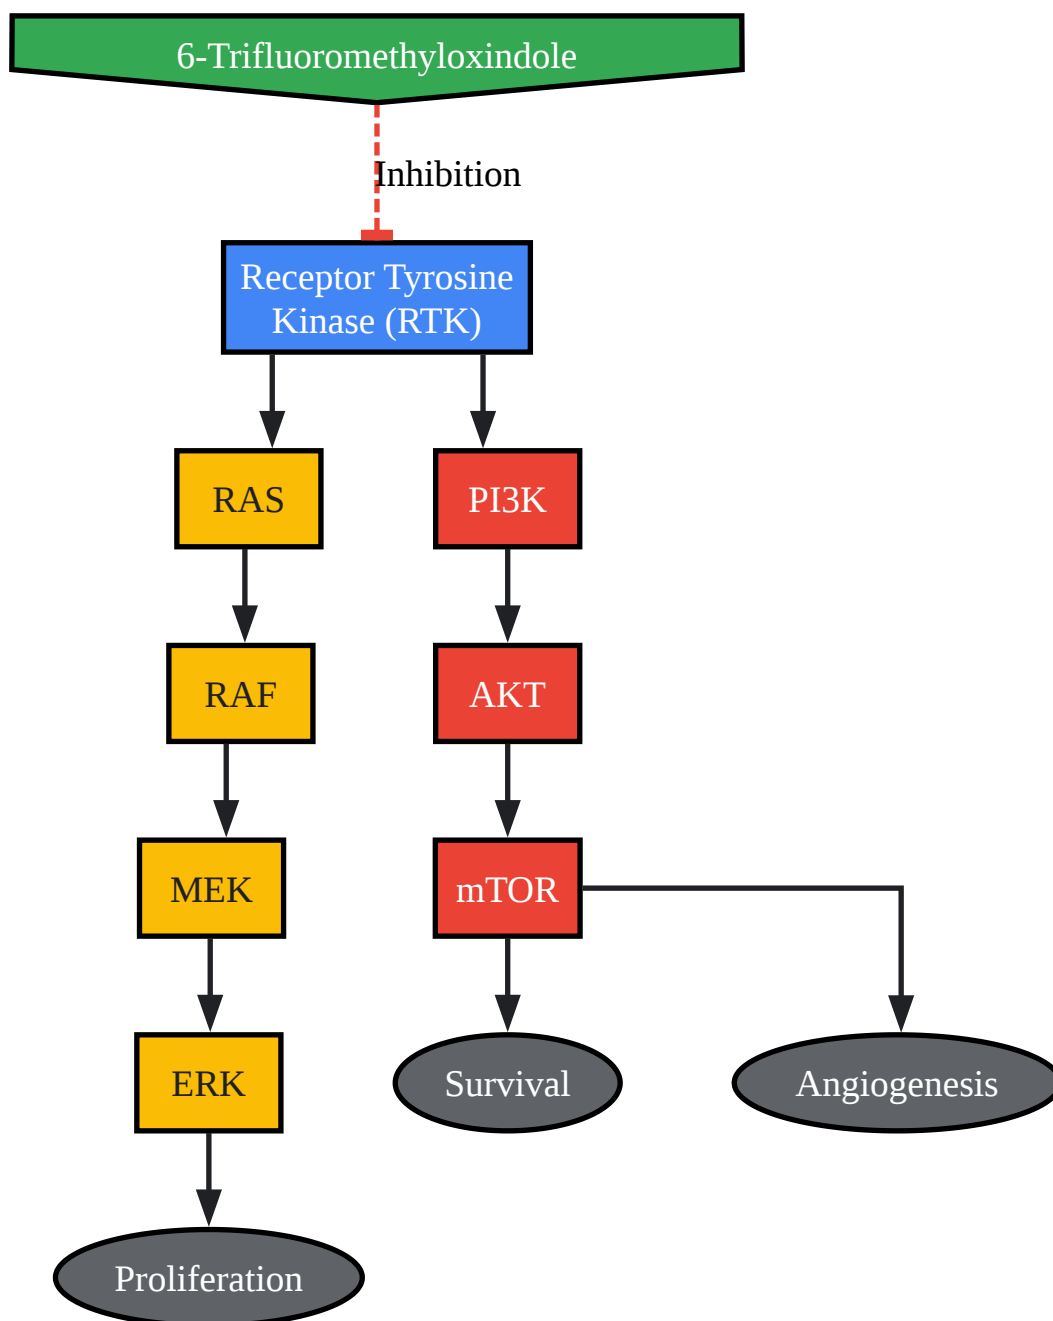 6-Trifluoromethyloxindole
Inhibition
Receptor Tyrosine
Kinase (RTK)
RAS
PI3K
RAF
AKT
MEK
mTOR
ERK
Survival
Angiogenesis
Proliferation